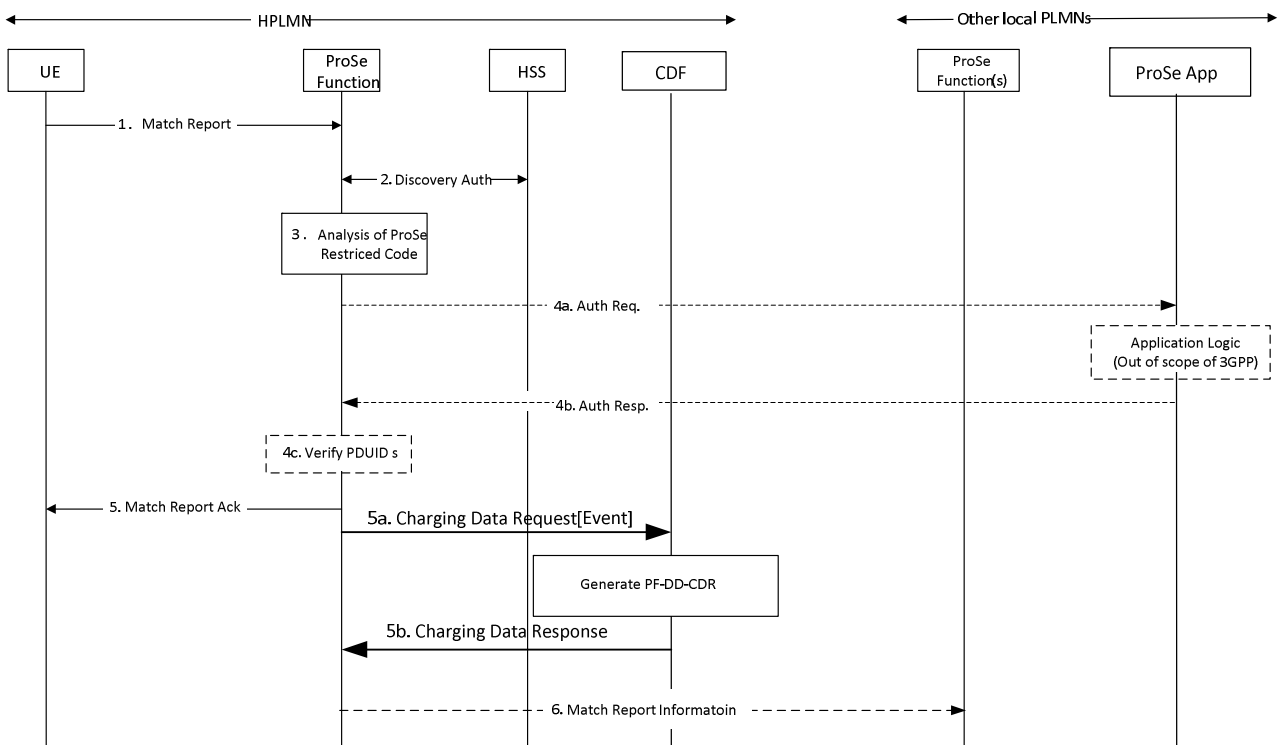 HPLMN
Other local PLMNs
UE
ProSe
Function
HSS
CDF
ProSe
Function(s)
ProSe App
1. Match Report
2. Discovery Auth
3. Analysis of ProSe
Restriced Code
4a. Auth Req.
Application Logic
(Out of scope of 3GPP)
4b. Auth Resp.
4c. Verify PDUID s
5. Match Report Ack
5a. Charging Data Request[Event]
Generate PF-DD-CDR
5b. Charging Data Response
6. Match Report Informatoin